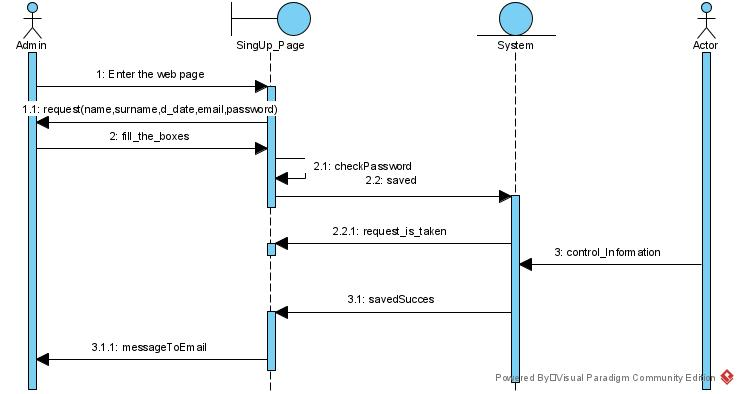 Admin
SingUp_Page
System
Actor
1: Enter the web page
1.1: request(name,surname,d_date,email,password)
2: fill_the_boxes
2.1: checkPassword
2.2: saved
2.2.1: request_is_taken
3: control_Information
3.1: savedSucces
3.1.1: messageToEmail
Powered By Visual Paradigm Community Edition